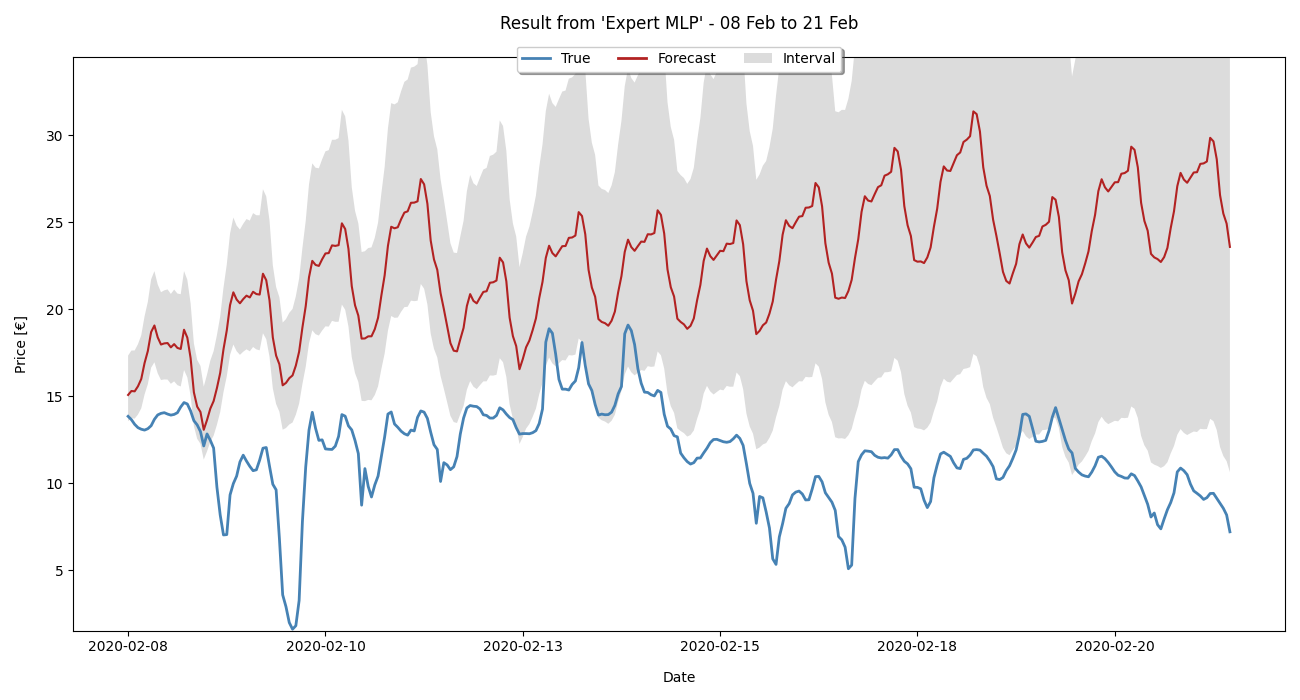 Result from 'Expert MLP' - 08 Feb to 21 Feb
True Forecast Interval
30
25
20
15
10
5
Price [€]
2020-02-08 2020-02-10 2020-02-13 2020-02-15 2020-02-18 2020-02-20
Date